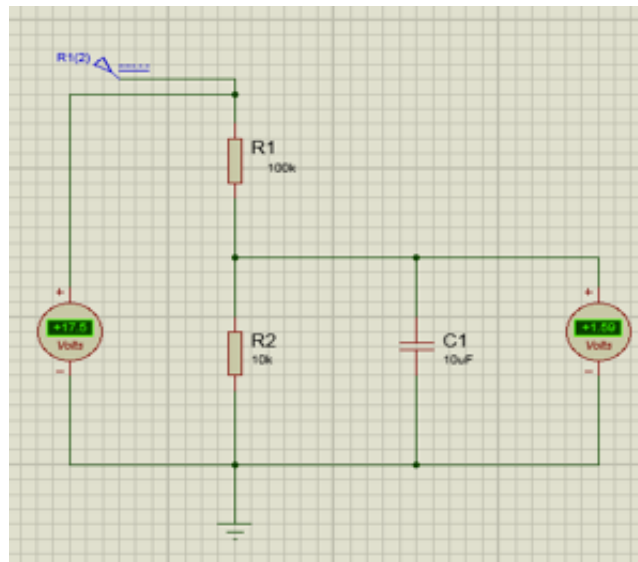 R1(2)
R1
100k
+
+
+17.5
Volts
-
R2
10k
C1
10uF
+1.59
Volts
-